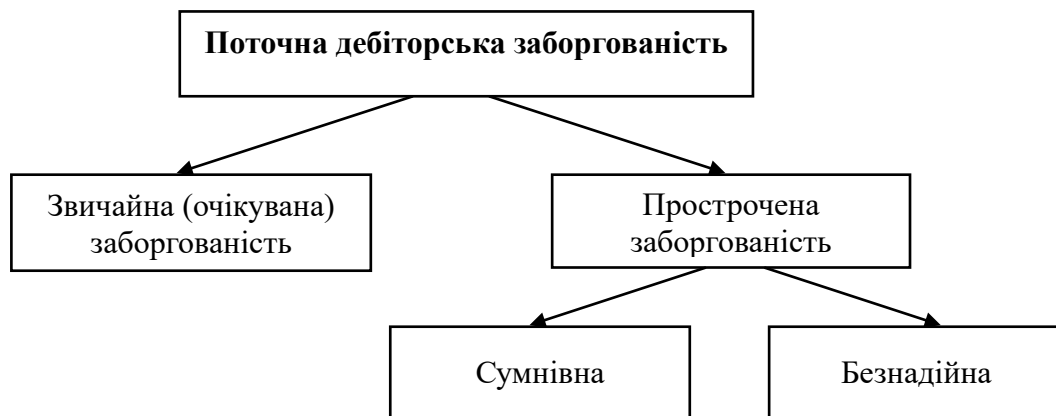 Поточна дебіторська заборгованість
Звичайна (очікувана)
заборгованість
Прострочена
заборгованість
Сумнівна
Безнадійна